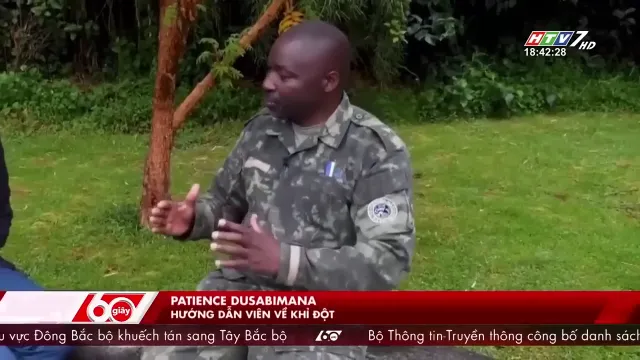 HTV7 HD
18:42:28
PATIENCE DUSABIMANA
60 giây
HƯỚNG DẪN VIÊN VỀ KHỈ ĐỘT
u vực Đông Bắc bộ khuếch tán sang Tây Bắc bộ 60 Bộ Thông tin-Truyền thông công bố danh sách